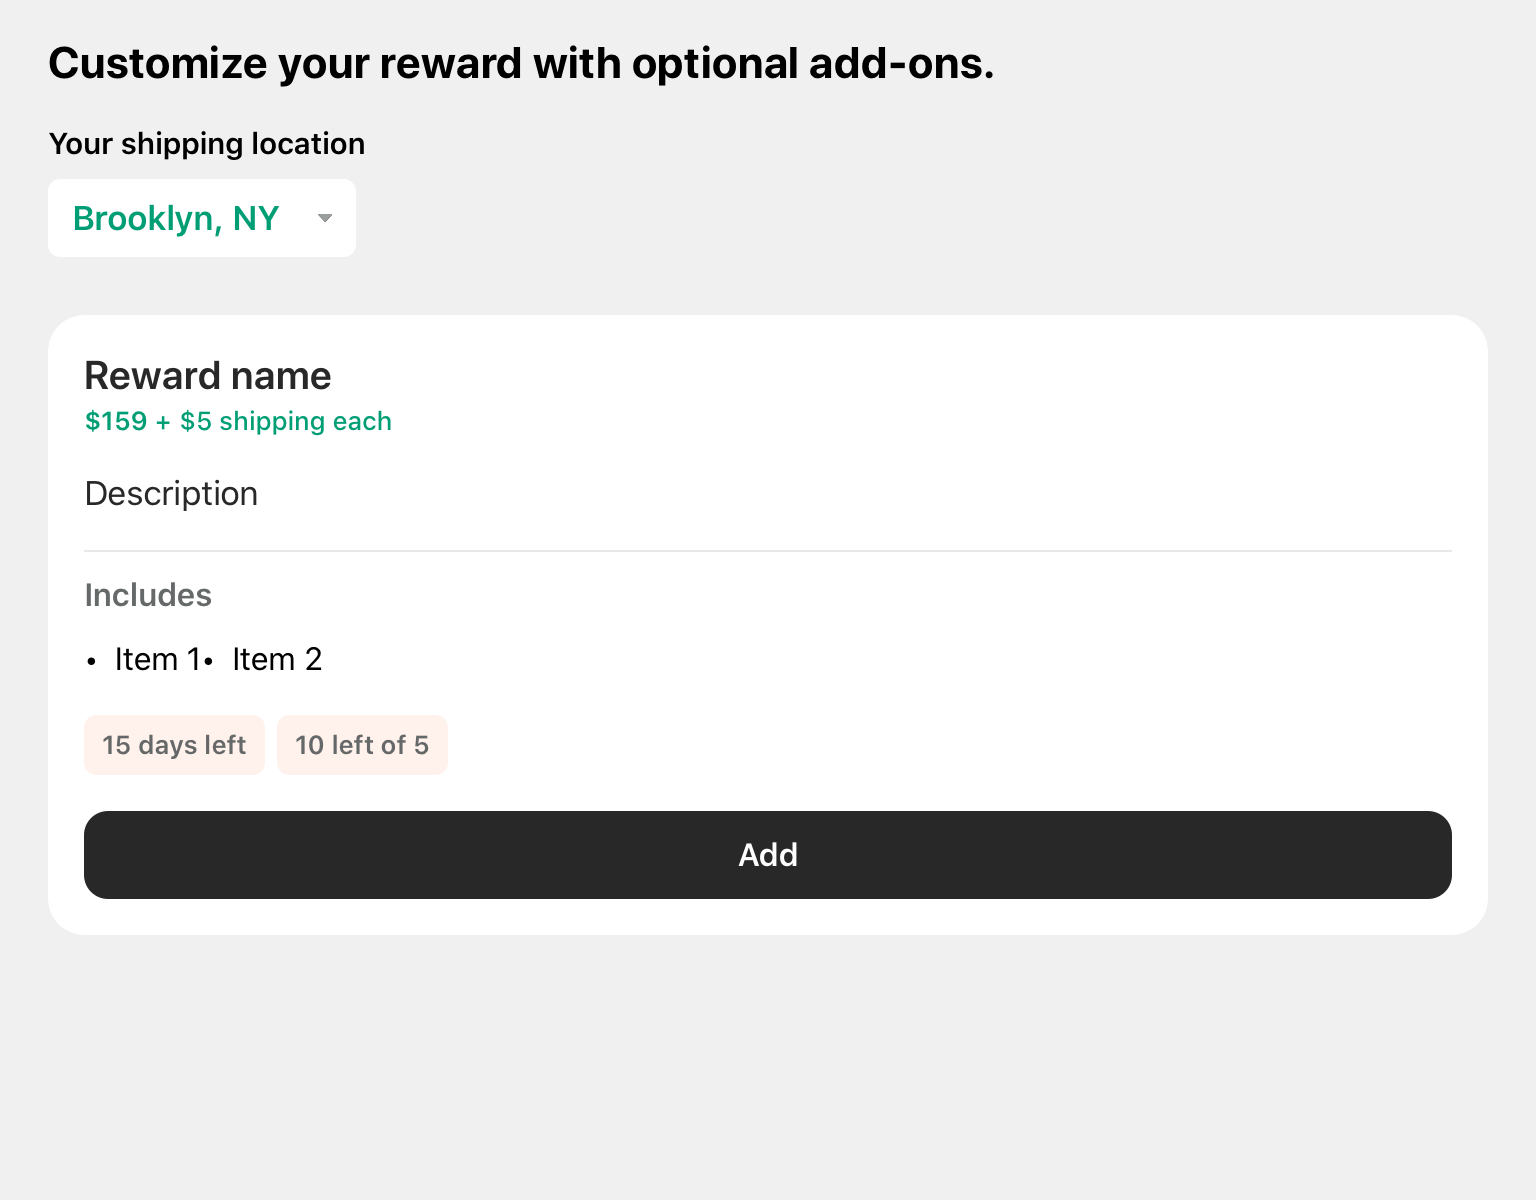 Customize your reward with optional add-ons.
Your shipping location
Brooklyn, NY
Reward name
$159 + $5 shipping each
Description
Includes
• Item 1• Item 2
15 days left 10 left of 5
Add